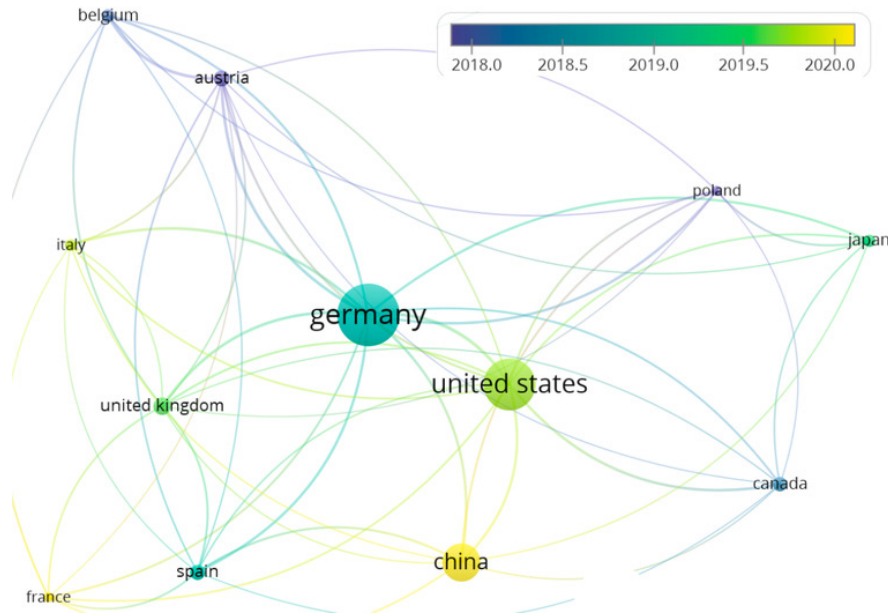 belgium
2018.0 2018.5 2019.0 2019.5 2020.0
austria
poland
japan
italy
germany
united states
united kingdom
canada
china
spain
france